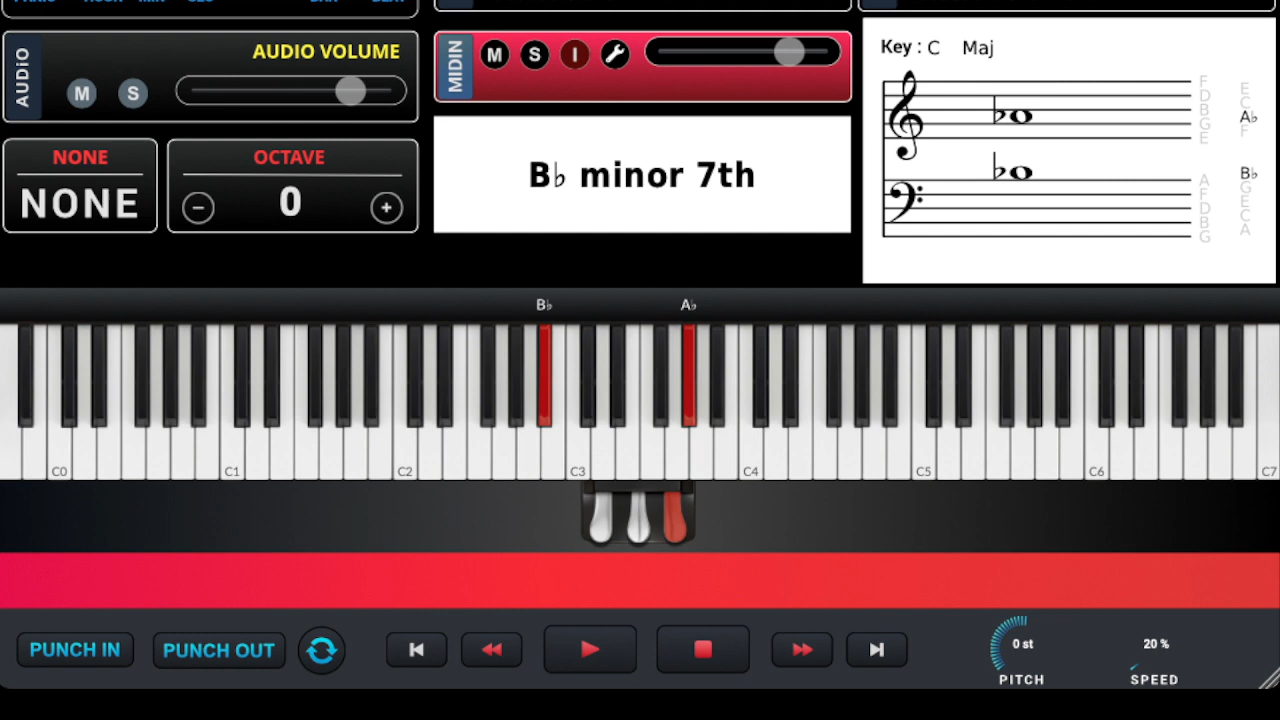 AUDIO
AUDIO VOLUME
M S
NONE
NONE
OCTAVE
0
MIDIN
M S I
B♭ minor 7th
Key : C Maj
F
D
B
G
E
E
C
A♭
F
A
F
D
B
G
B♭
G
E
C
A
B♭ A♭
C0 C1 C2 C3 C4 C5 C6 C7
PUNCH IN
PUNCH OUT
0 st
PITCH
20 %
SPEED